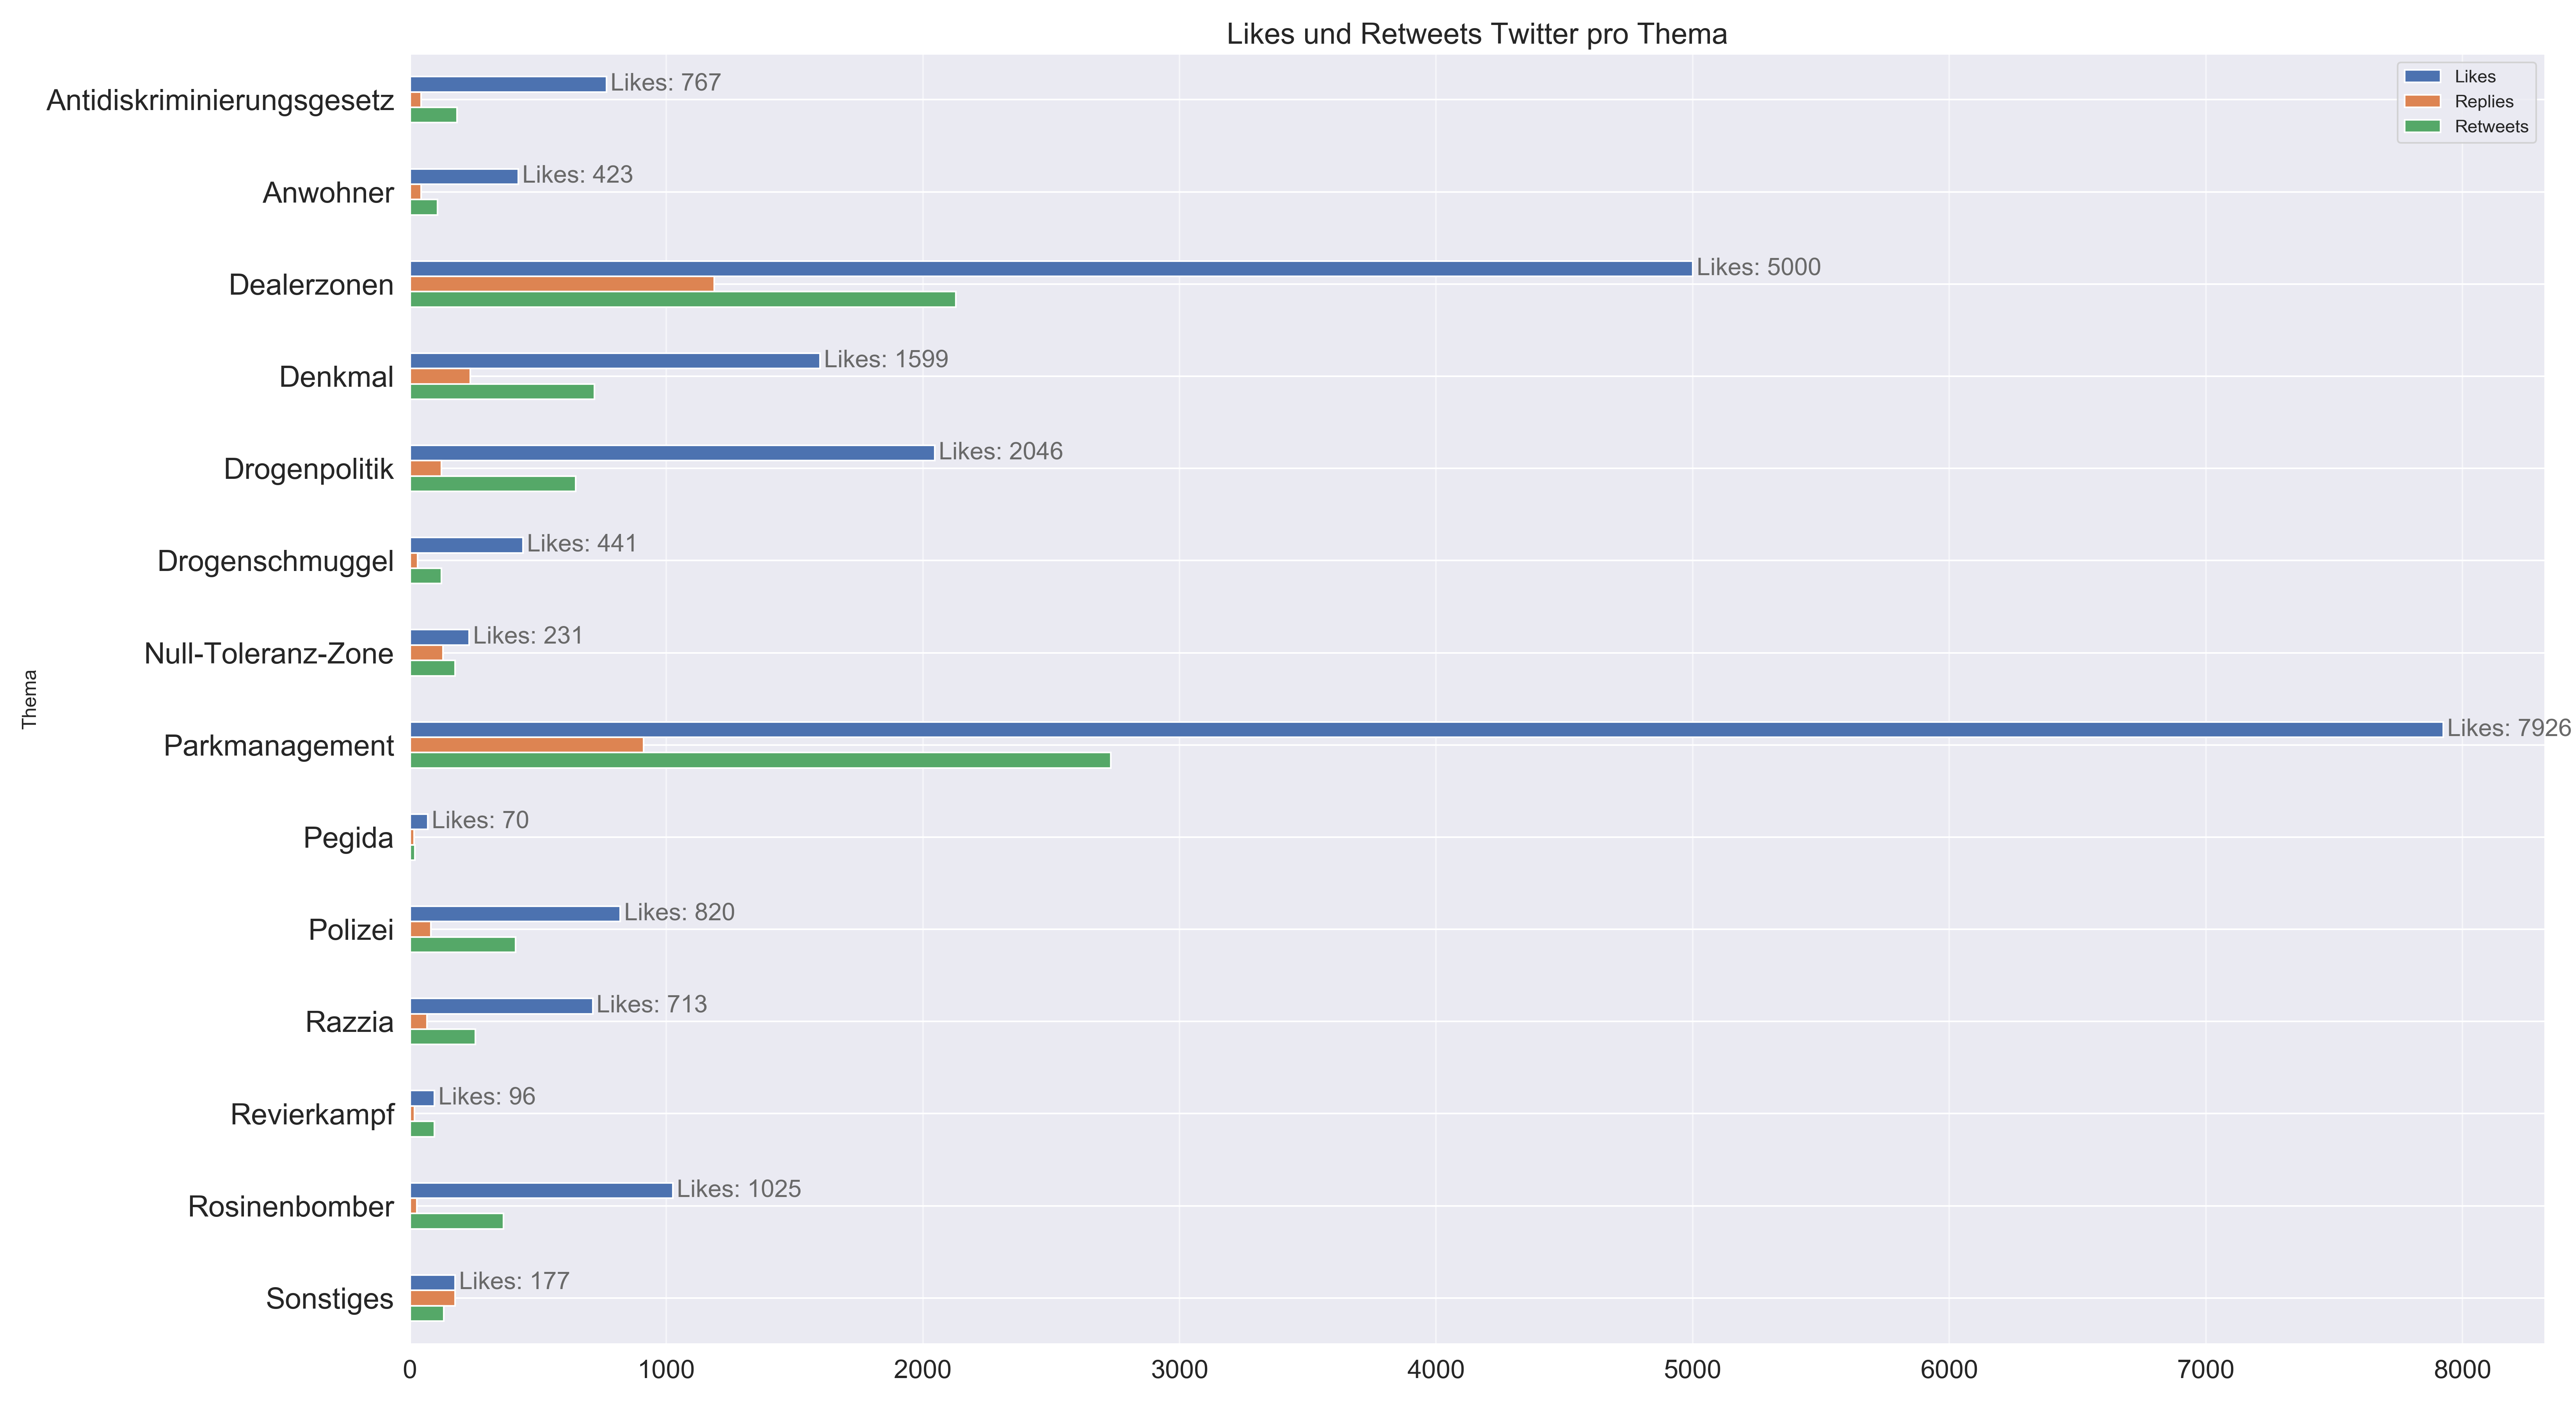 Likes und Retweets Twitter pro Thema
Likes
Replies
Retweets
Thema
Antidiskriminierungsgesetz
Likes: 767
Anwohner
Likes: 423
Dealerzonen
Likes: 5000
Denkmal
Likes: 1599
Drogenpolitik
Likes: 2046
Drogenschmuggel
Likes: 441
Null-Toleranz-Zone
Likes: 231
Parkmanagement
Likes: 7926
Pegida
Likes: 70
Polizei
Likes: 820
Razzia
Likes: 713
Revierkampf
Likes: 96
Rosinenbomber
Likes: 1025
Sonstiges
Likes: 177
0 1000 2000 3000 4000 5000 6000 7000 8000